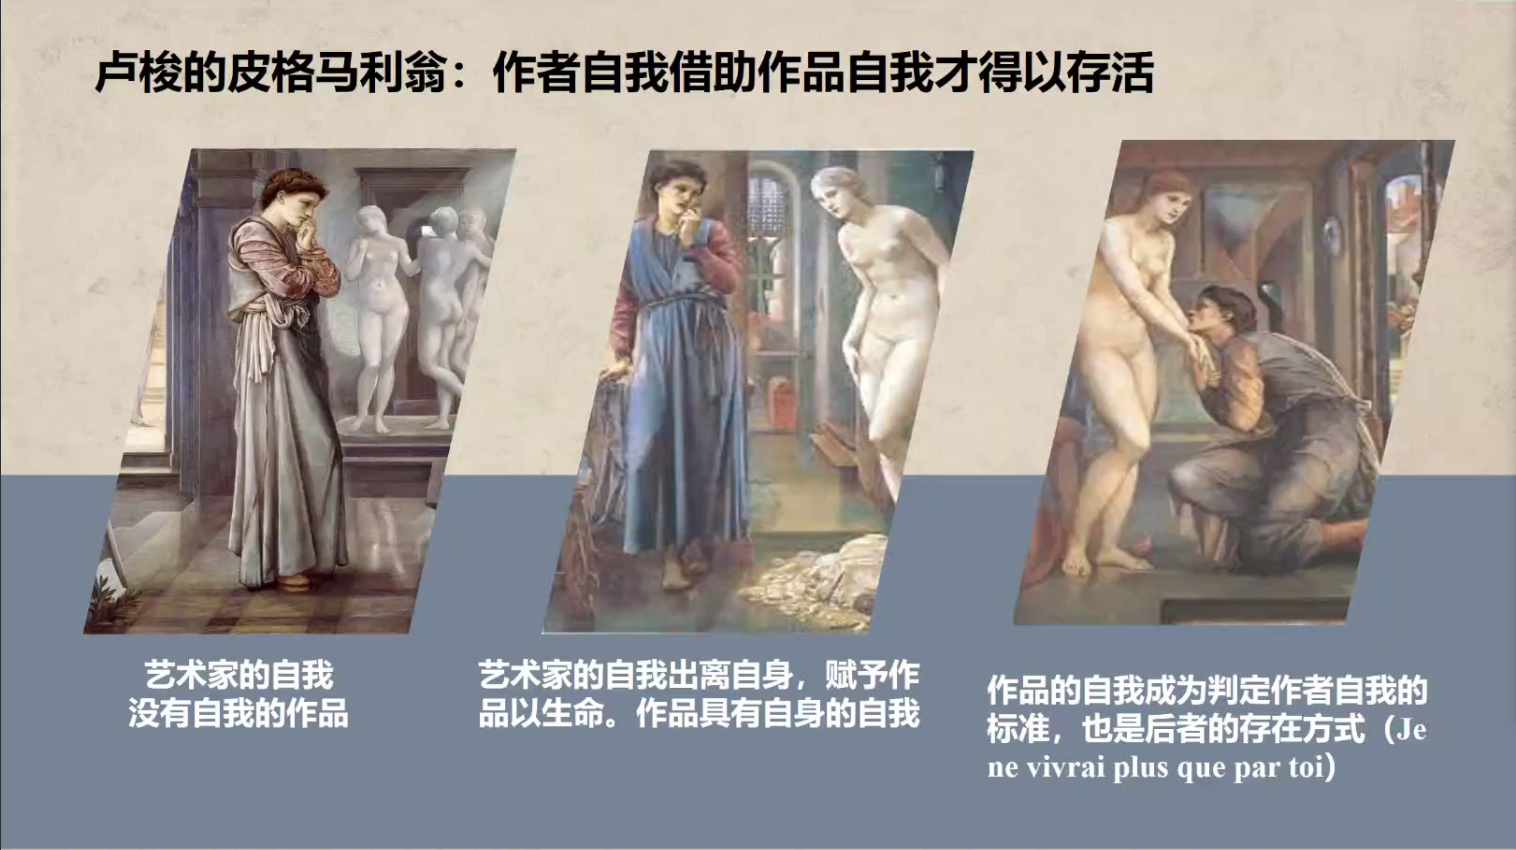 卢梭的皮格马利翁：作者自我借助作品自我才得以存活
艺术家的自我
没有自我的作品
艺术家的自我出离自身，赋予作
品以生命。作品具有自身的自我
作品的自我成为判定作者自我的
标准，也是后者的存在方式（Je
ne vivrai plus que par toi）